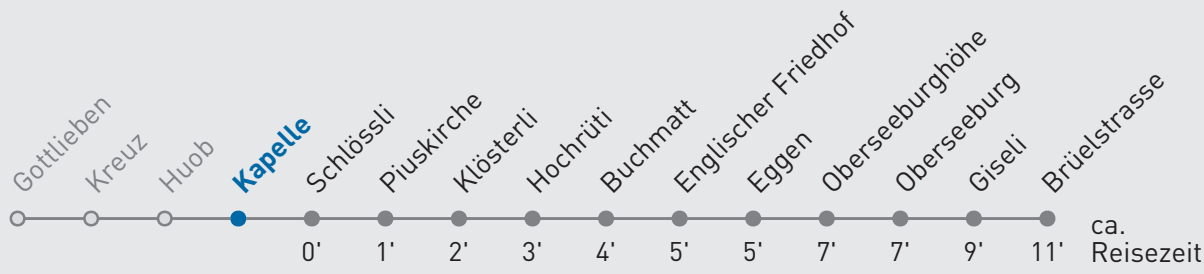 Gottlieben
Kreuz
Huob
Kapelle
Schlössli
Piuskirche
Klösterli
Hochrüti
Buchmatt
Englischer Friedhof
Eggen
Oberseeburghöhe
Oberseeburg
Giseli
Brüelstrasse
0' 1' 2' 3' 4' 5' 5' 7' 7' 9' 11'
ca.
Reisezeit